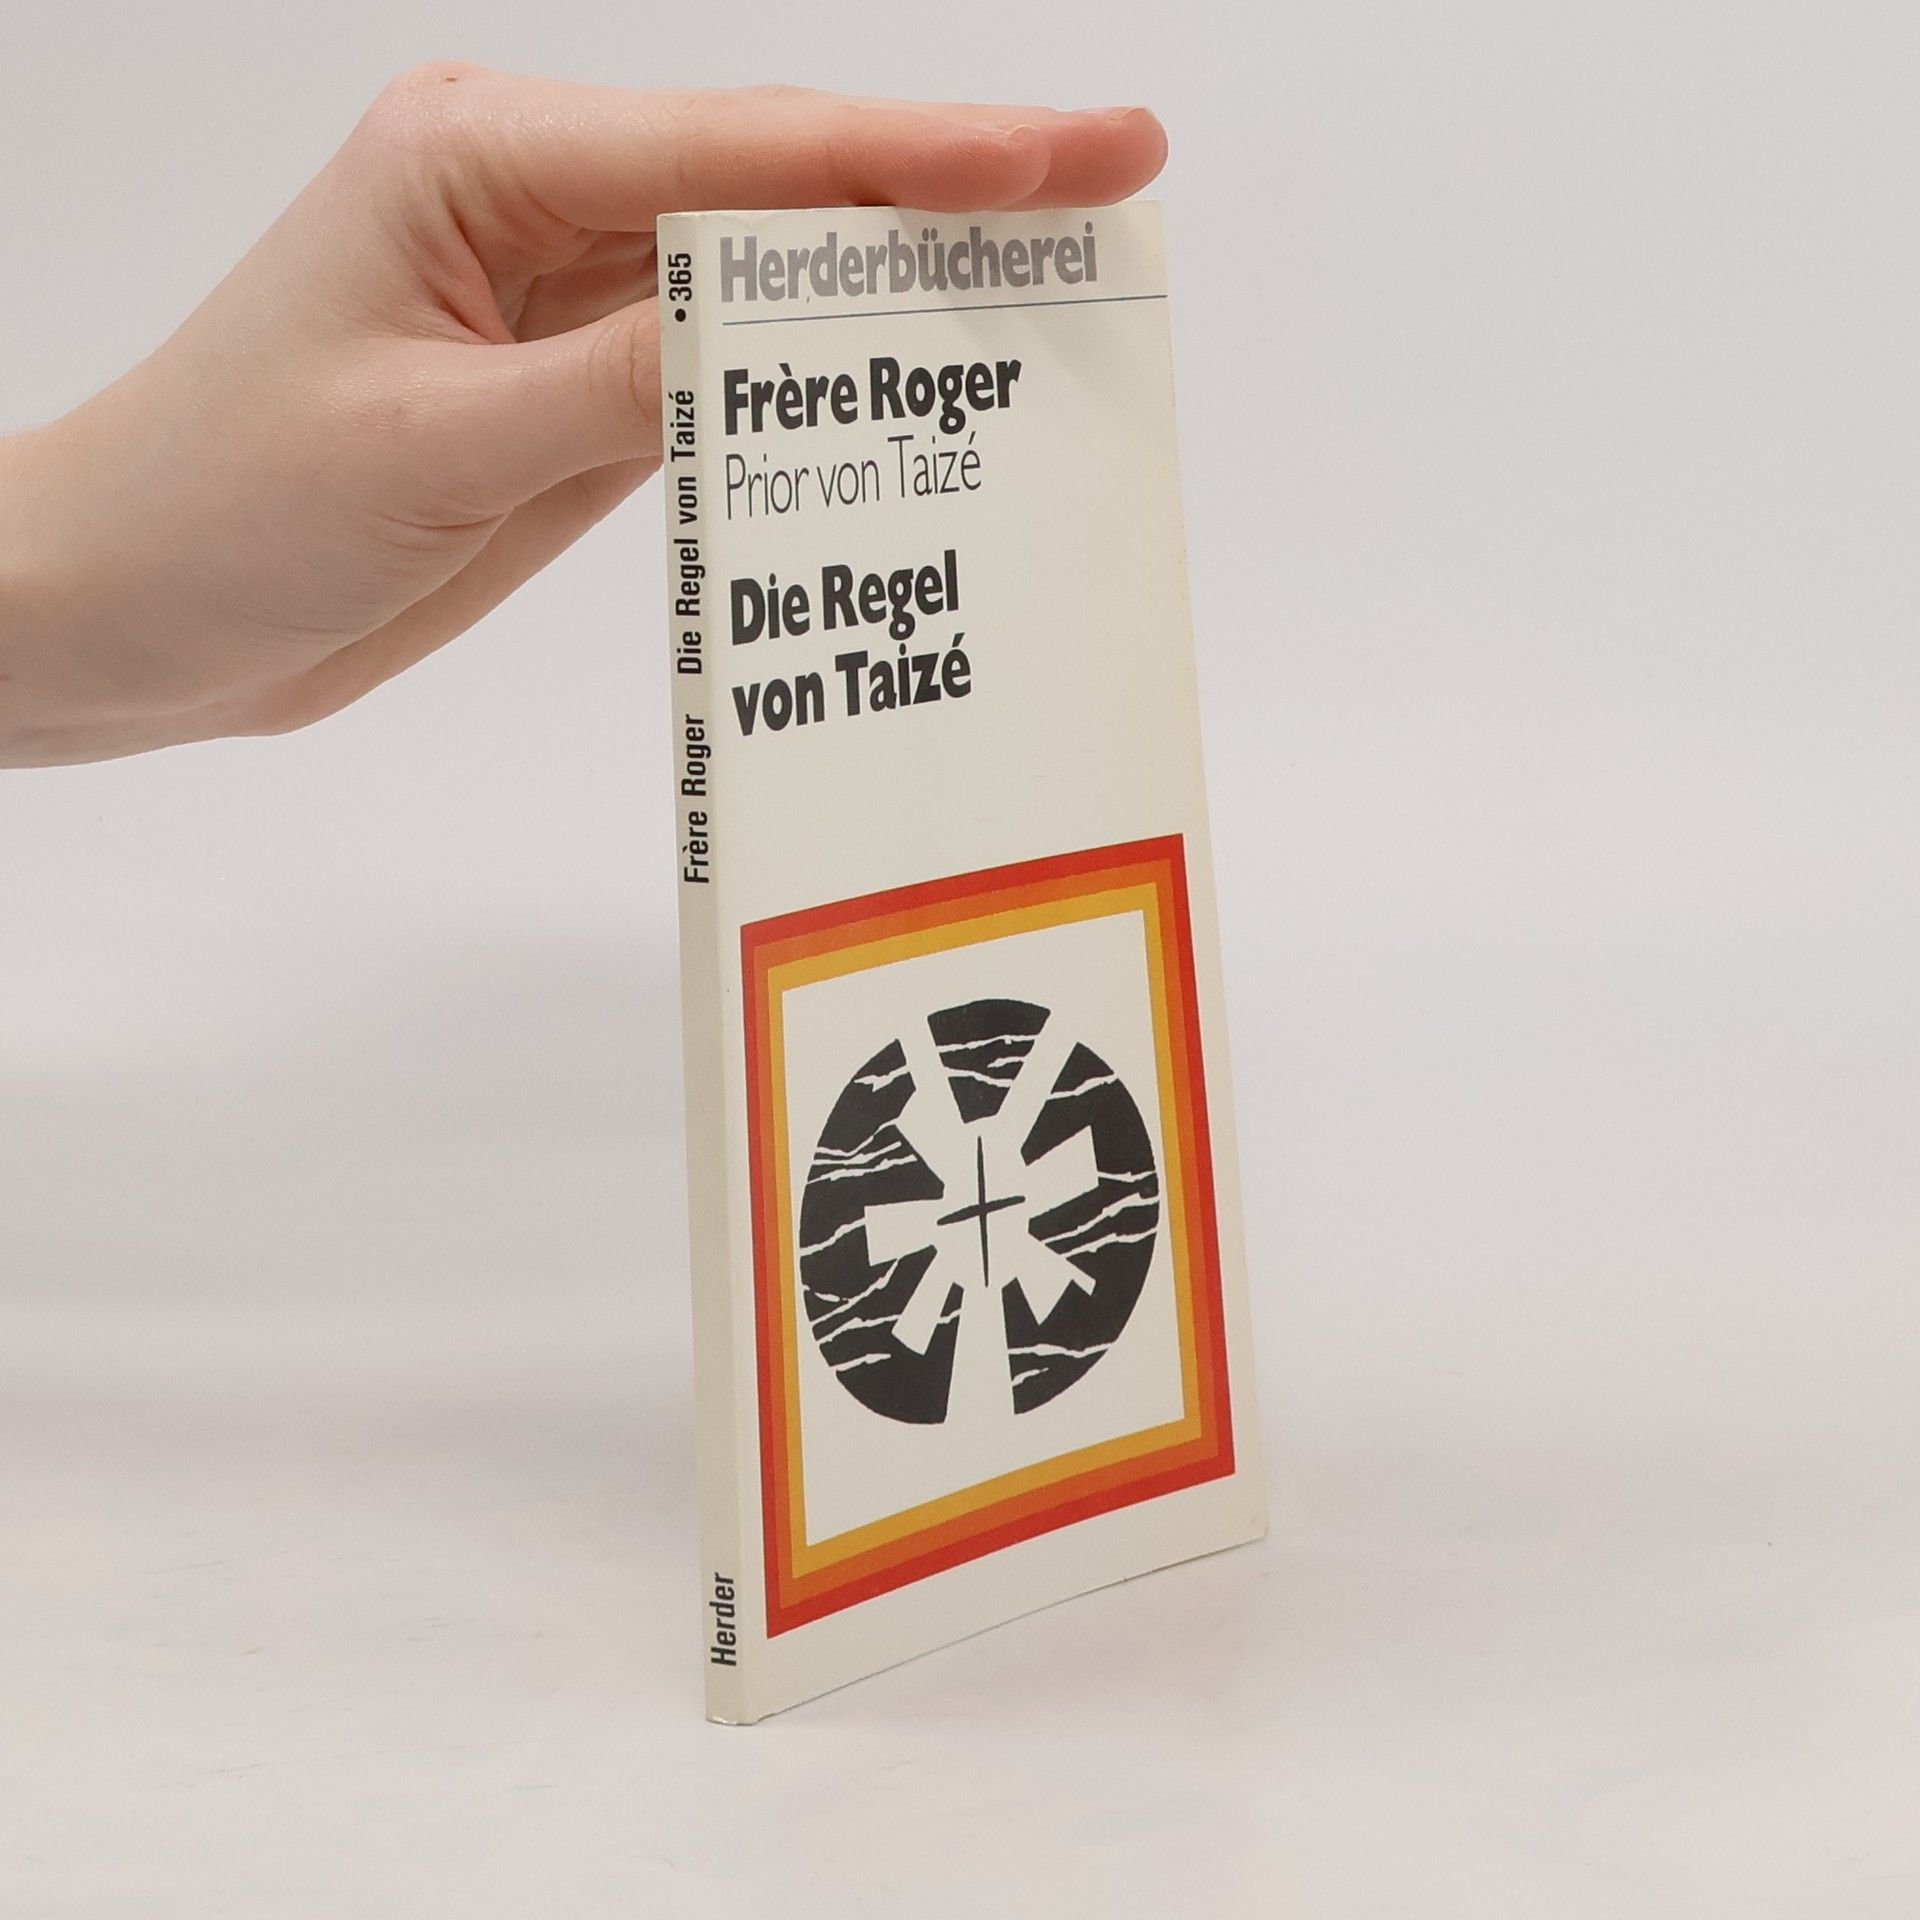 Herderbücherei
Frère Roger
Prior von Taizé
Die Regel
von Taizé
Frère Roger Die Regel von Taizé • 365
Herder